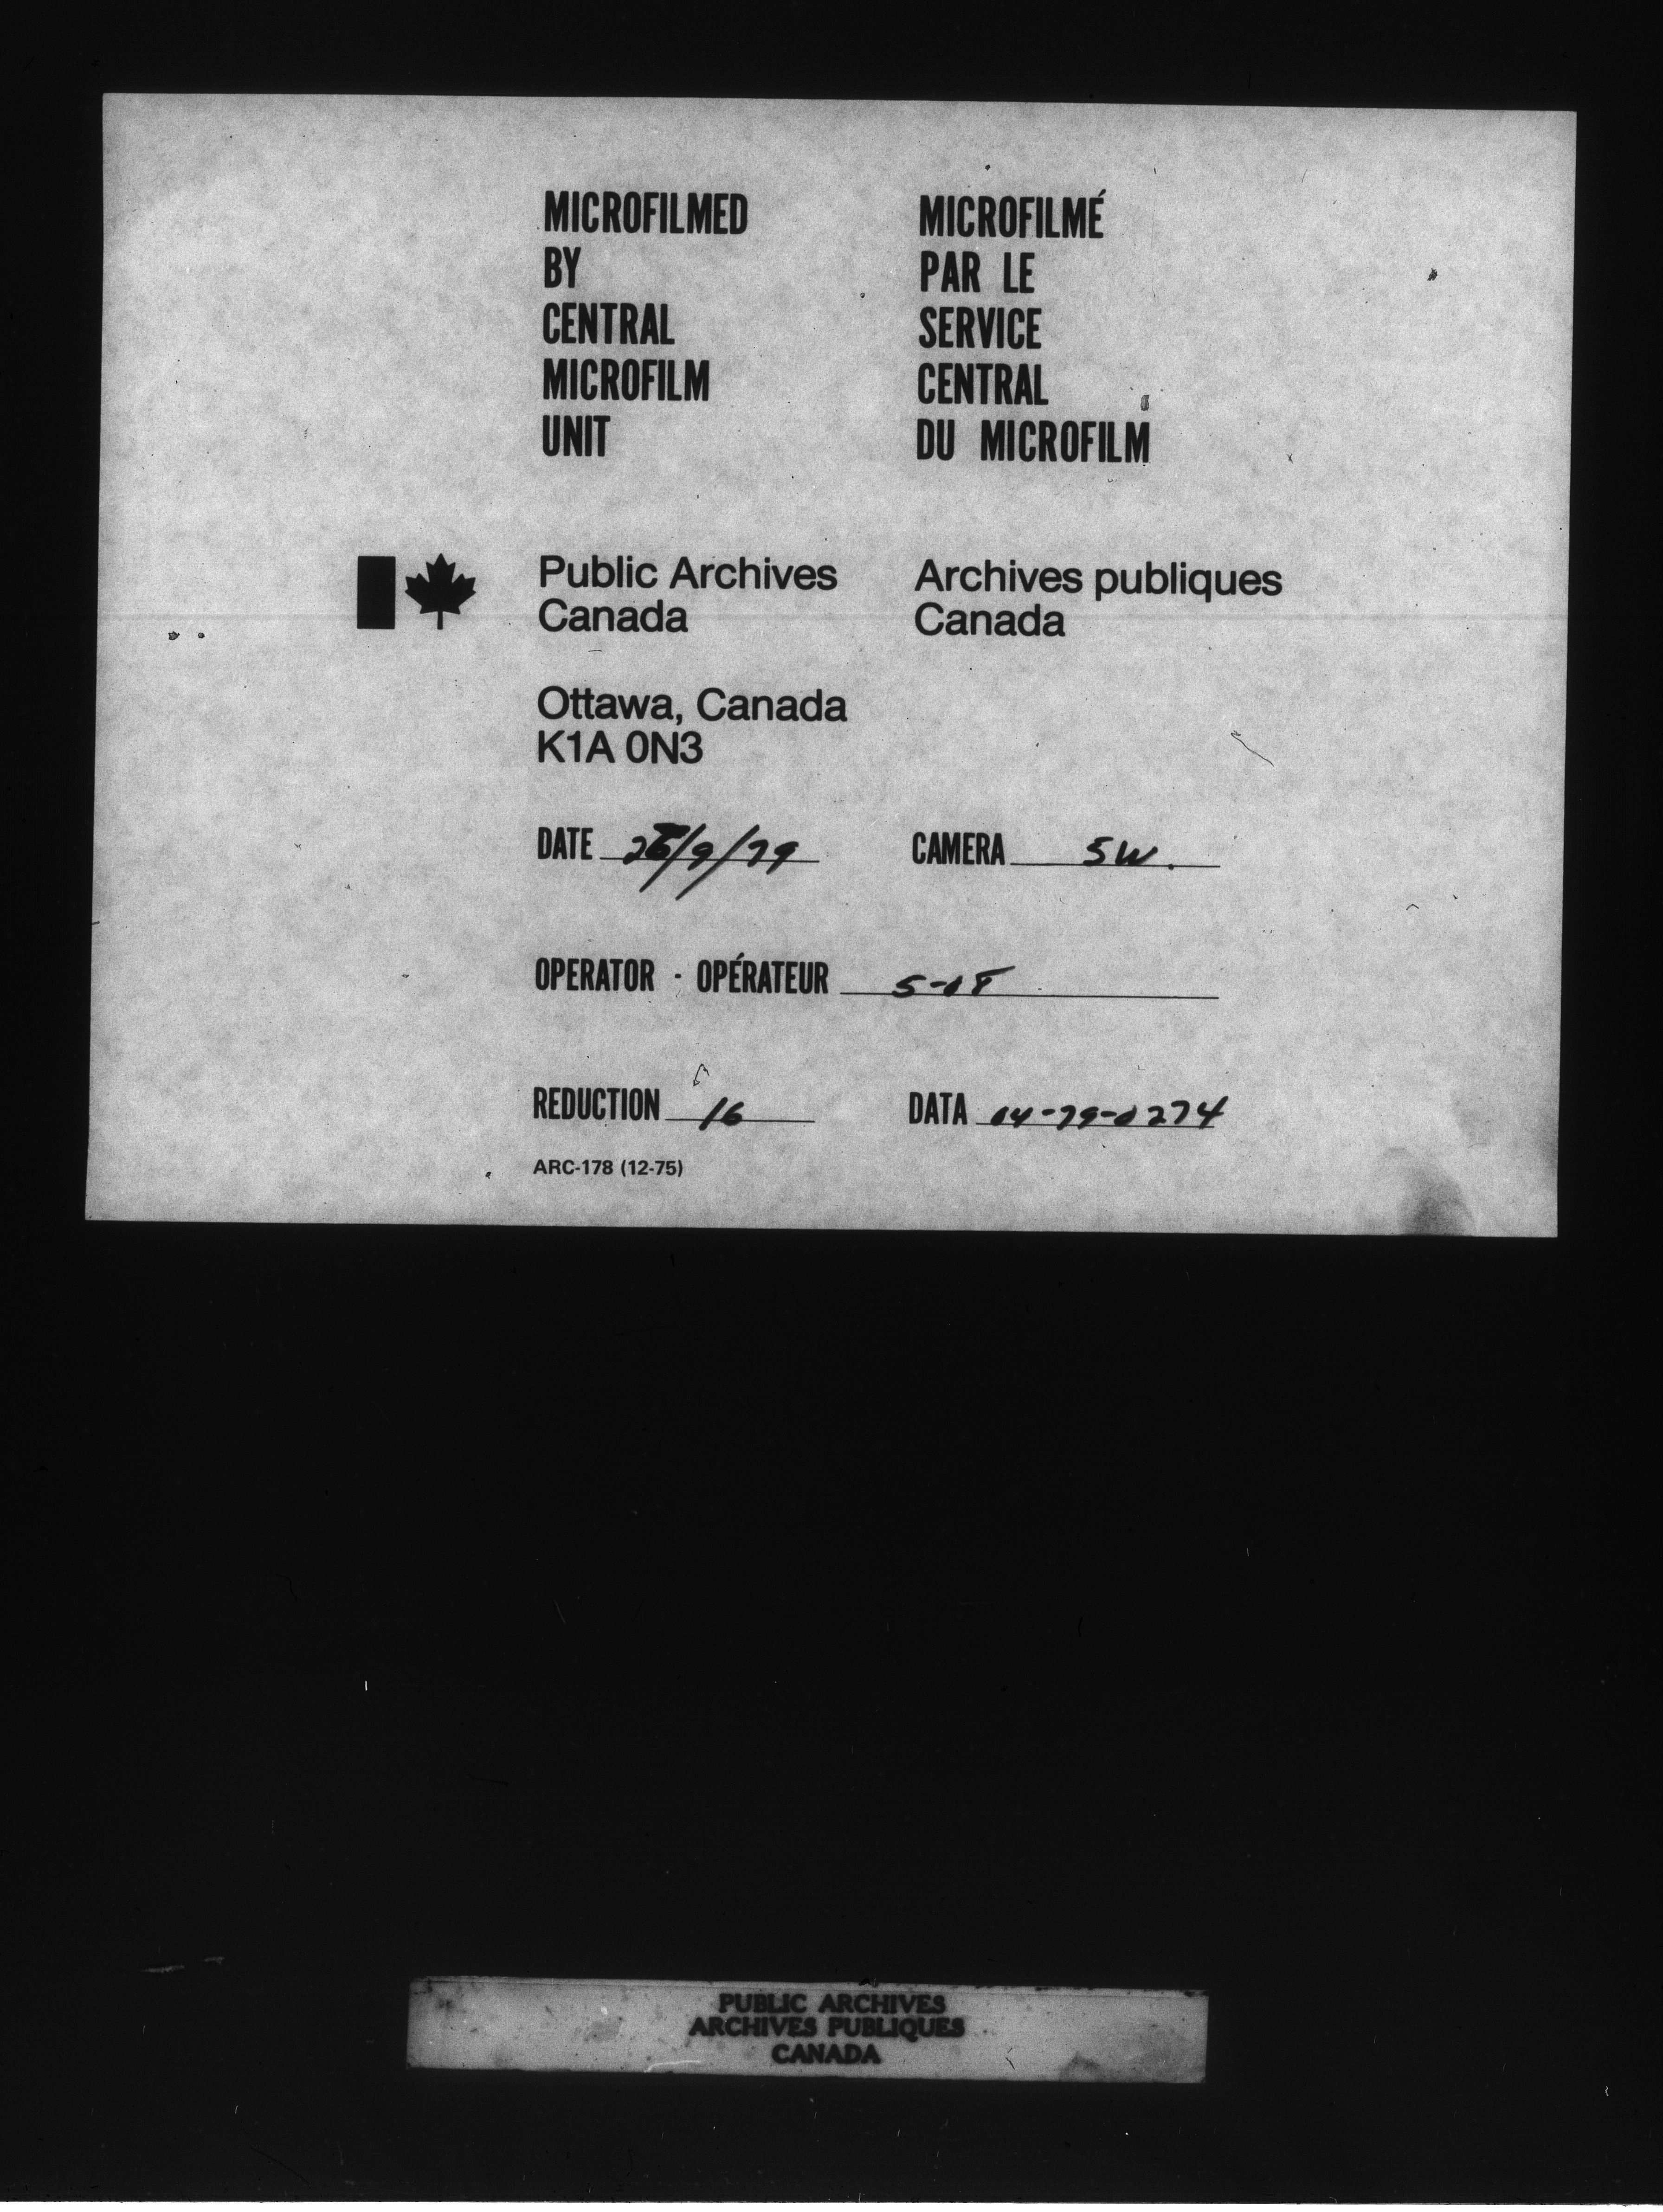 MICROFILMED
BY
CENTRAL
MICROFILM
UNIT
MICROFILMÉ
PAR LE
SERVICE
CENTRAL
DU MICROFILM
Public Archives
Canada
Archives publiques
Canada
Ottawa, Canada
K1A 0N3
DATE
CAMERA 5W.
OPERATOR - OPÉRATEUR
REDUCTION 16
DATA 04-79-0274
ARC-178 (12-75)
PUBLIC ARCHIVES
ARCHIVES PUBLIQUES
CANADA